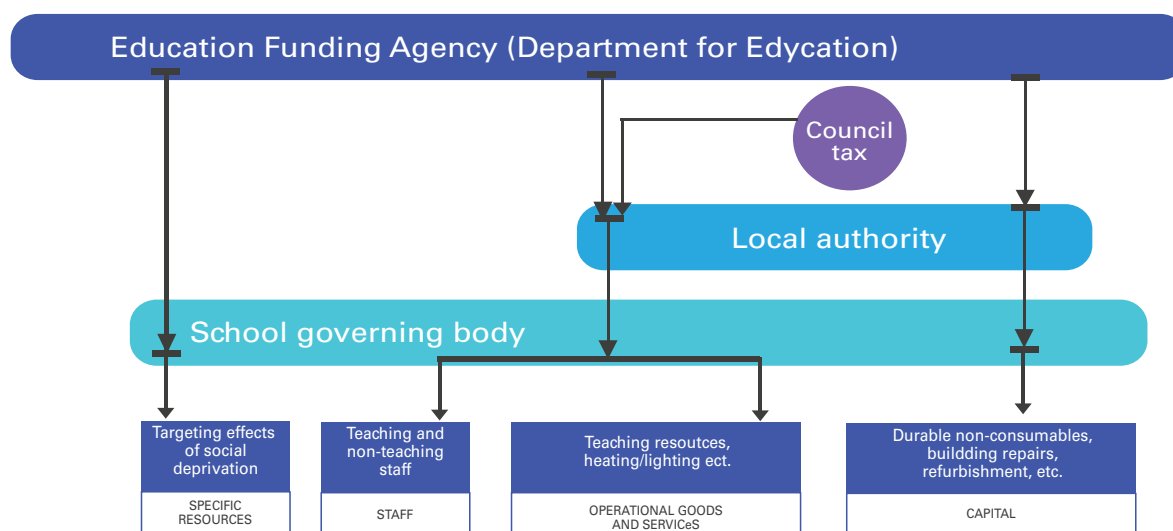 Education Funding Agency (Department for Edycation)
Council
tax
Local authority
School governing body
Targeting effects
of social
deprivation
Teaching and
non-teaching
staff
Teaching resoutces,
heating/lighting ect.
Durable non-consumables,
buildding repairs,
refurbishment, etc.
SPECIFIC
RESOURCES
STAFF
OPERATIONAL GOODS
AND SERVICeS
CAPITAL